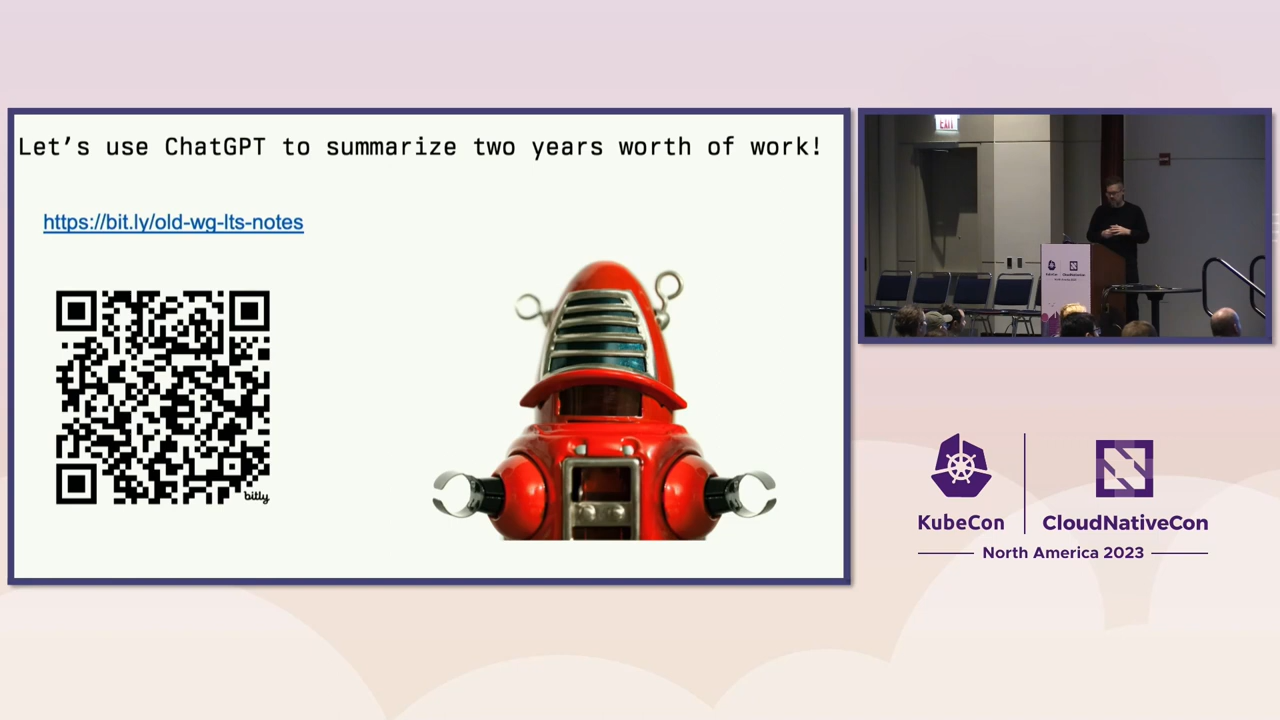 Let's use ChatGPT to summarize two years worth of work!
https://bit.ly/old-wg-lts-notes
bitly
EXIT
KubeCon
CloudNativeCon
North America 2023